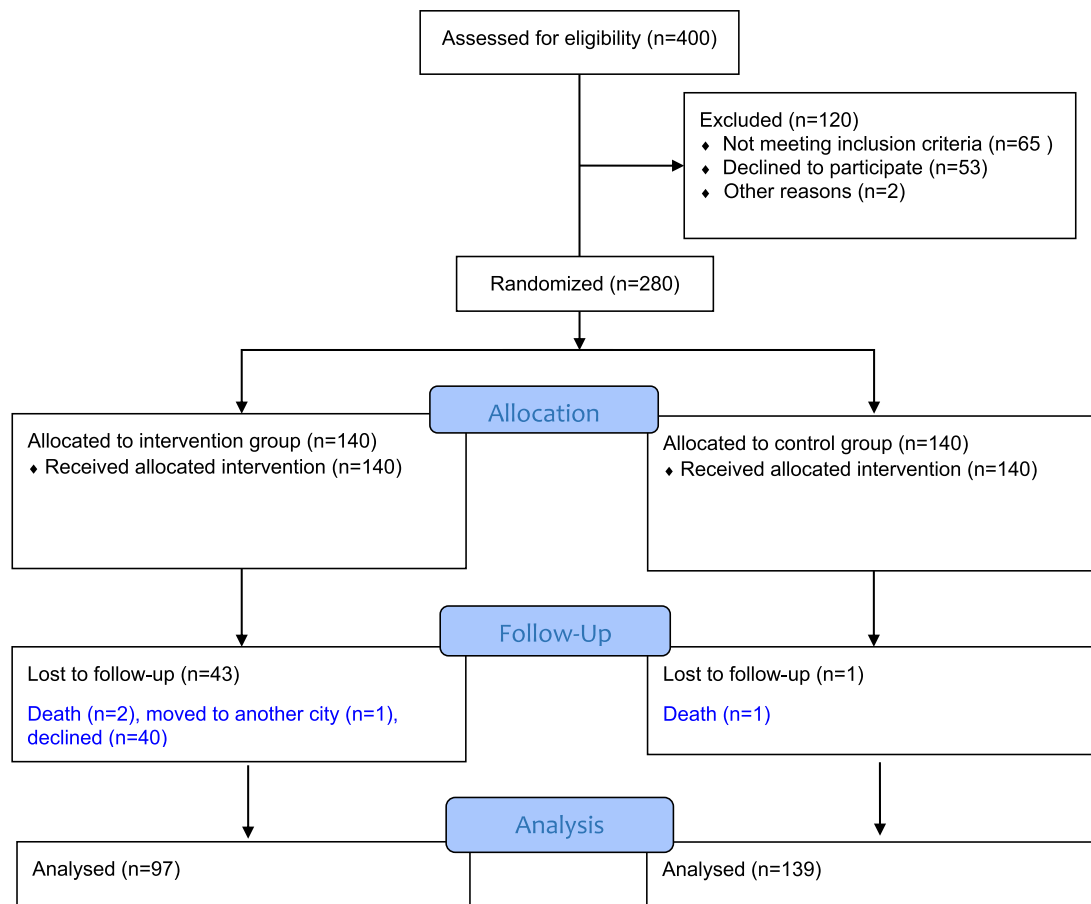 Assessed for eligibility (n=400)
Excluded (n=120)
♦ Not meeting inclusion criteria (n=65 )
♦ Declined to participate (n=53)
♦ Other reasons (n=2)
Randomized (n=280)
Allocation
Allocated to intervention group (n=140)
♦ Received allocated intervention (n=140)
Allocated to control group (n=140)
♦ Received allocated intervention (n=140)
Follow-Up
Lost to follow-up (n=43)
Death (n=2), moved to another city (n=1),
declined (n=40)
Lost to follow-up (n=1)
Death (n=1)
Analysis
Analysed (n=97)
Analysed (n=139)